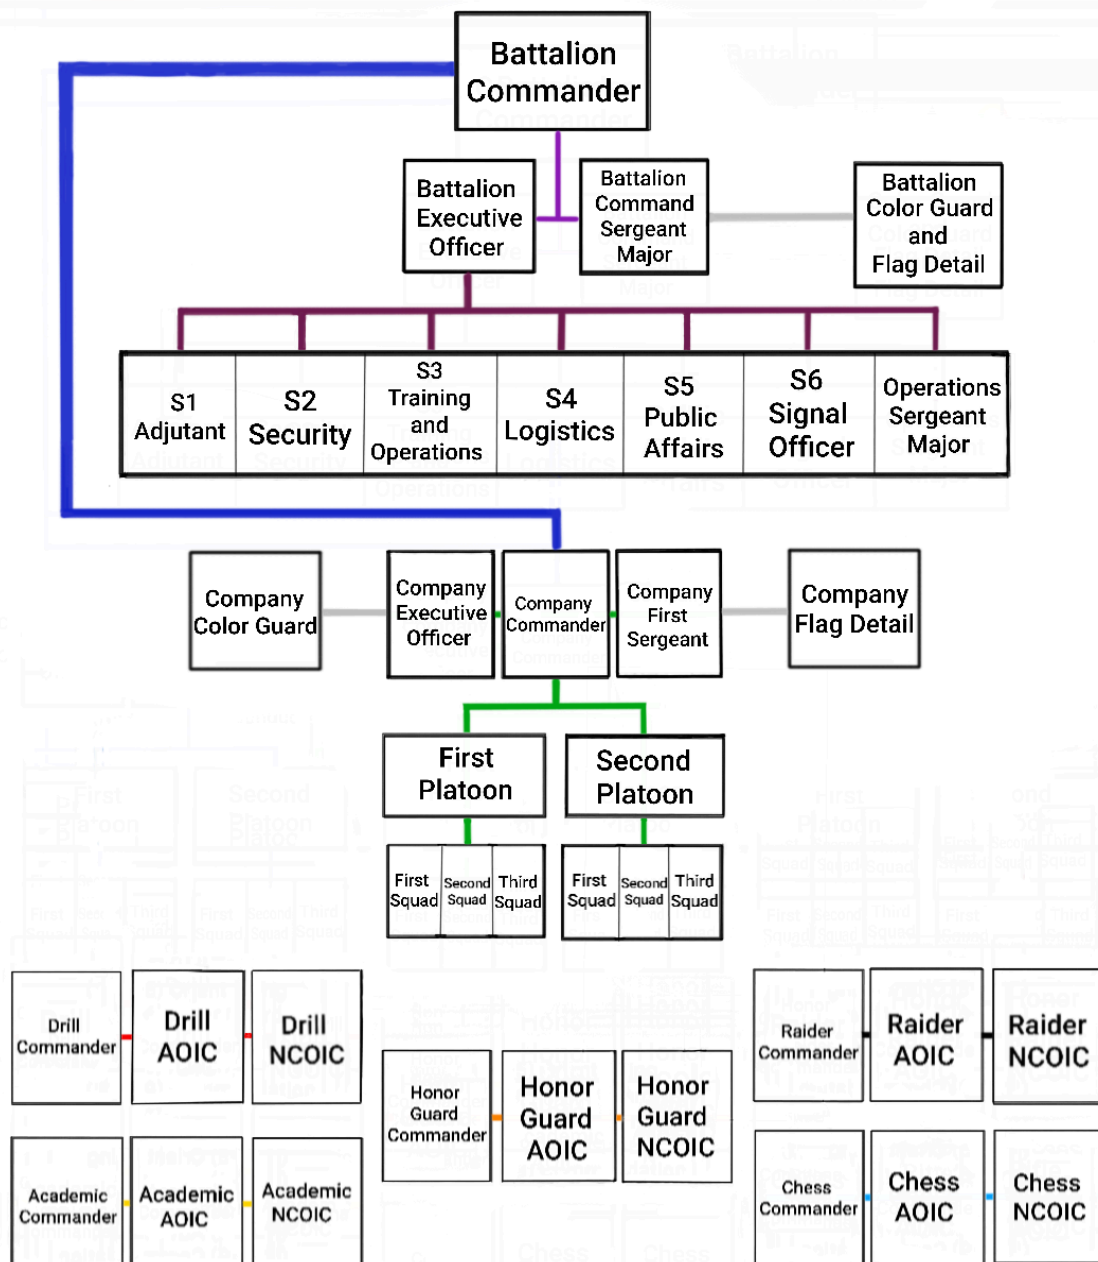 Battalion
Commander
Battalion
Executive
Officer
Battalion
Command
Sergeant
Major
Battalion
Color Guard
and
Flag Detail
S1
Adjutant
S2
Security
S3
Training
and
Operations
S4
Logistics
S5
Public
Affairs
S6
Signal
Officer
Operations
Sergeant
Major
Company
Color Guard
Company
Executive
Officer
Company
Commander
Company
First
Sergeant
Company
Flag Detail
First
Platoon
Second
Platoon
First
Squad
Second
Squad
Third
Squad
First
Squad
Second
Squad
Third
Squad
Drill
Commander
Drill
AOIC
Drill
NCOIC
Honor
Guard
Commander
Honor
Guard
AOIC
Honor
Guard
NCOIC
Raider
Commander
Raider
AOIC
Raider
NCOIC
Academic
Commander
Academic
AOIC
Academic
NCOIC
Chess
Commander
Chess
AOIC
Chess
NCOIC